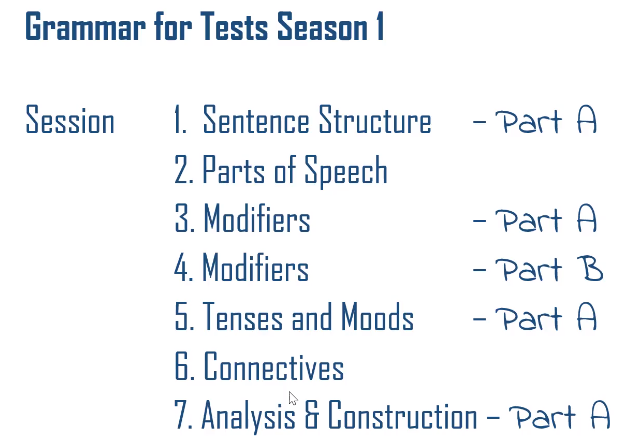 Grammar for Tests Season 1
Session 1. Sentence Structure – Part A
2. Parts of Speech
3. Modifiers – Part A
4. Modifiers – Part B
5. Tenses and Moods – Part A
6. Connectives
7. Analysis & Construction – Part A